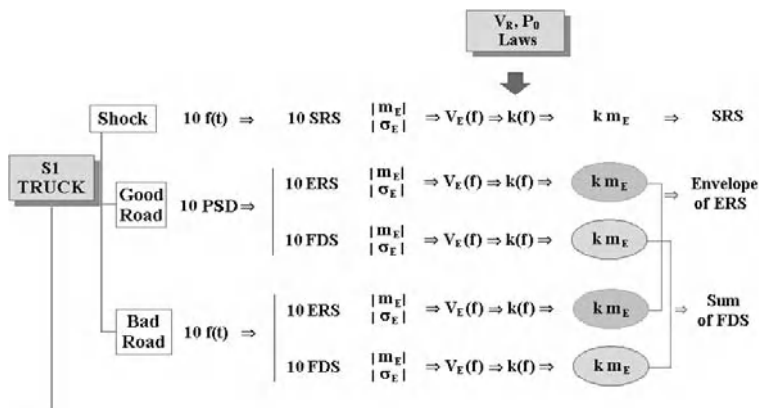 V_R, P_0
Laws
Shock 10 f(t) ⇒ 10 SRS |m_E| |σ_E| ⇒ V_E(f) ⇒ k(f) ⇒ k m_E ⇒ SRS
S1
TRUCK
Good
Road
10 PSD ⇒
10 ERS |m_E| |σ_E| ⇒ V_E(f) ⇒ k(f) ⇒ k m_E
⇒ Envelope
of ERS
10 FDS |m_E| |σ_E| ⇒ V_E(f) ⇒ k(f) ⇒ k m_E
Bad
Road
10 f(t) ⇒
10 ERS |m_E| |σ_E| ⇒ V_E(f) ⇒ k(f) ⇒ k m_E
⇒ Sum
of FDS
10 FDS |m_E| |σ_E| ⇒ V_E(f) ⇒ k(f) ⇒ k m_E